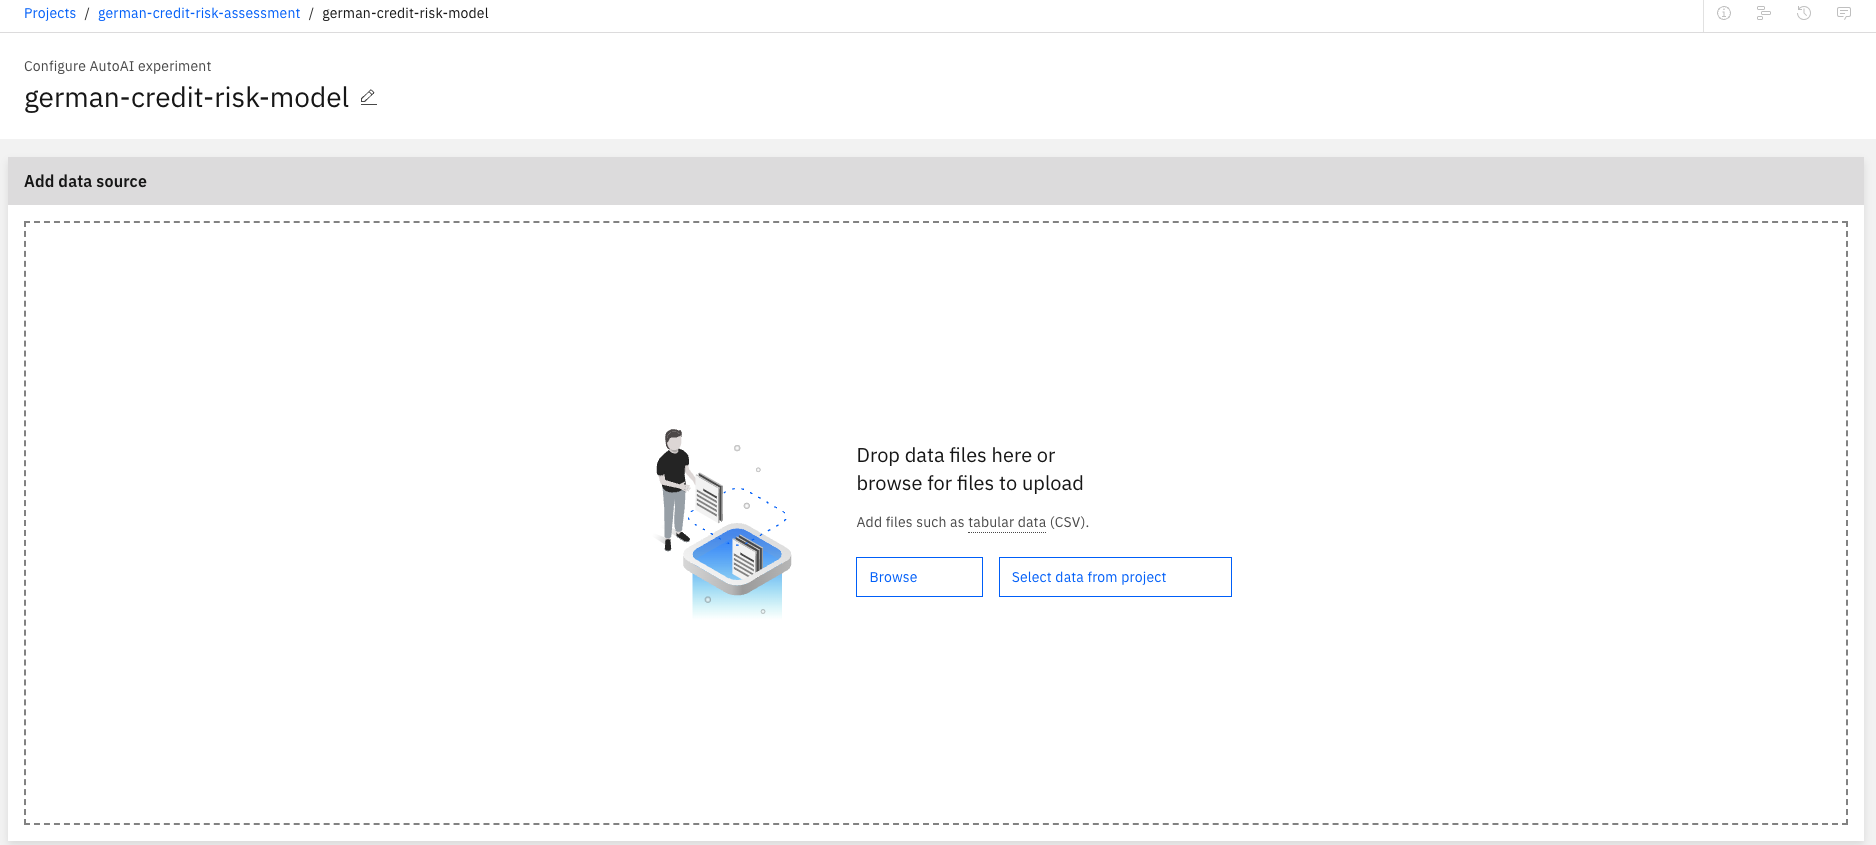 Projects / german-credit-risk-assessment / german-credit-risk-model
Configure AutoAI experiment
german-credit-risk-model
Add data source
Drop data files here or
browse for files to upload
Add files such as tabular data (CSV).
Browse
Select data from project